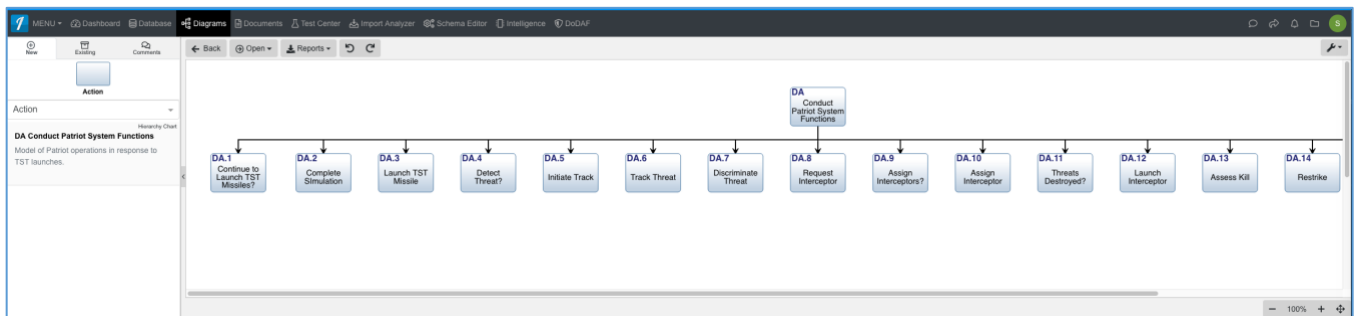 MENU Dashboard Database Diagrams Documents Test Center Import Analyzer Schema Editor Intelligence DoDAF S
New Existing Comments
Back Open Reports
Action
Action
Hierarchy Chart
DA Conduct Patriot System Functions
Model of Patriot operations in response to
TST launches.
DA
Conduct
Patriot System
Functions
DA.1
Continue to
Launch TST
Missiles?
DA.2
Complete
SImulation
DA.3
Launch TST
Missile
DA.4
Detect
Threat?
DA.5
Initiate Track
DA.6
Track Threat
DA.7
Discriminate
Threat
DA.8
Request
Interceptor
DA.9
Assign
Interceptors?
DA.10
Assign
Interceptor
DA.11
Threats
Destroyed?
DA.12
Launch
Interceptor
DA.13
Assess Kill
DA.14
Restrike
100%